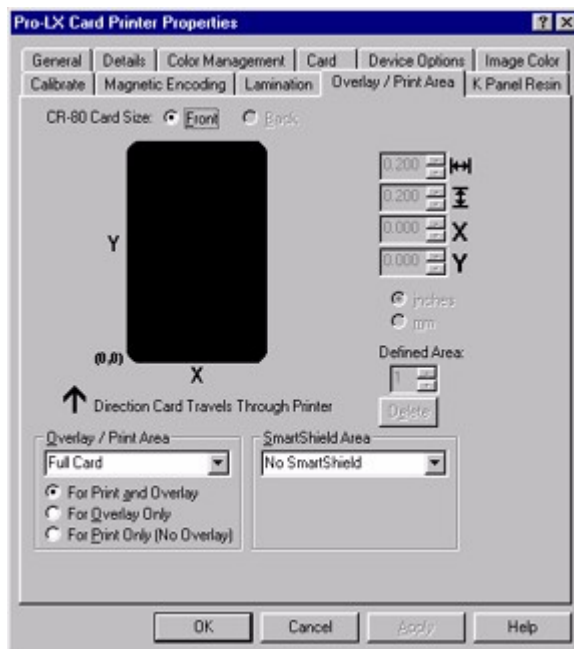 Pro-LX Card Printer Properties
General Details Color Management Card Device Options Image Color
Calibrate Magnetic Encoding Lamination Overlay / Print Area K Panel Resin
CR-80 Card Size: Front Back
0.200
0.200
Y
0.000 X
0.000 Y
inches
mm
(0,0)
X
Defined Area:
1
Direction Card Travels Through Printer
Delete
Overlay / Print Area
SmartShield Area
Full Card
No SmartShield
For Print and Overlay
For Overlay Only
For Print Only (No Overlay)
OK Cancel Apply Help